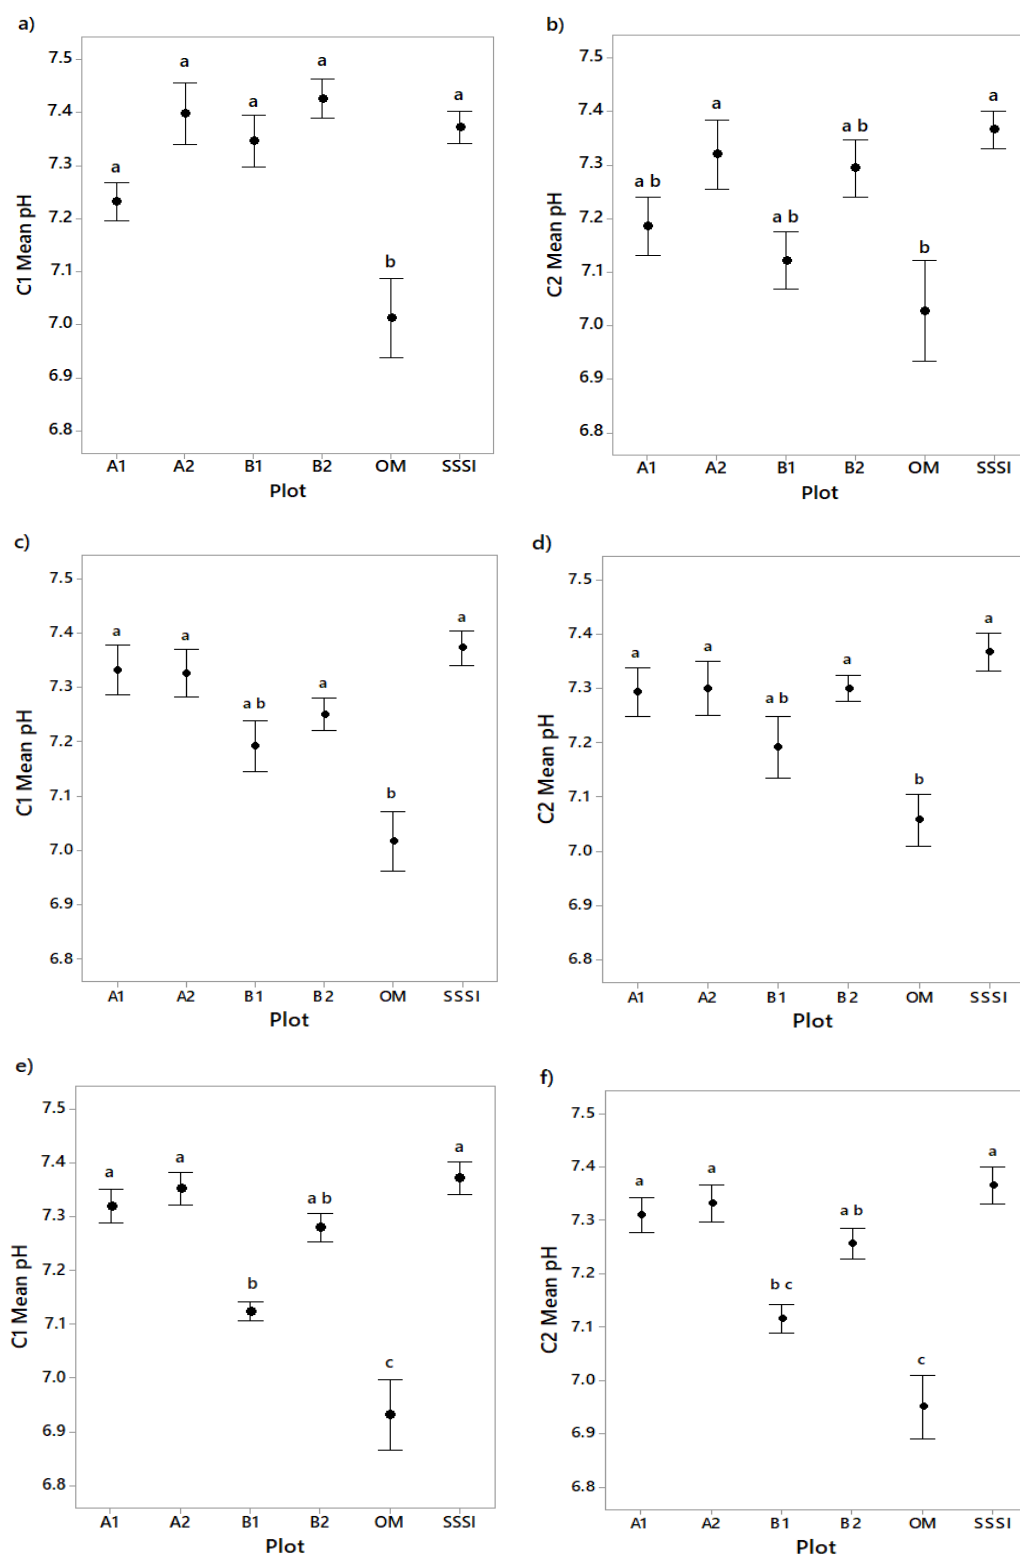 a)
C1 Mean pH
7.5
7.4
7.3
7.2
7.1
7.0
6.9
6.8
a
a
a
a
b
a
A1 A2 B1 B2 OM SSSI
Plot
b)
C2 Mean pH
7.5
7.4
7.3
7.2
7.1
7.0
6.9
6.8
a b
a
a b
a b
b
a
A1 A2 B1 B2 OM SSSI
Plot
c)
C1 Mean pH
7.5
7.4
7.3
7.2
7.1
7.0
6.9
6.8
a
a
a b
a
b
a
A1 A2 B1 B2 OM SSSI
Plot
d)
C2 Mean pH
7.5
7.4
7.3
7.2
7.1
7.0
6.9
6.8
a
a
a b
a
b
a
A1 A2 B1 B2 OM SSSI
Plot
e)
C1 Mean pH
7.5
7.4
7.3
7.2
7.1
7.0
6.9
6.8
a
a
b
a b
c
a
A1 A2 B1 B2 OM SSSI
Plot
f)
C2 Mean pH
7.5
7.4
7.3
7.2
7.1
7.0
6.9
6.8
a
a
b c
a b
c
a
A1 A2 B1 B2 OM SSSI
Plot